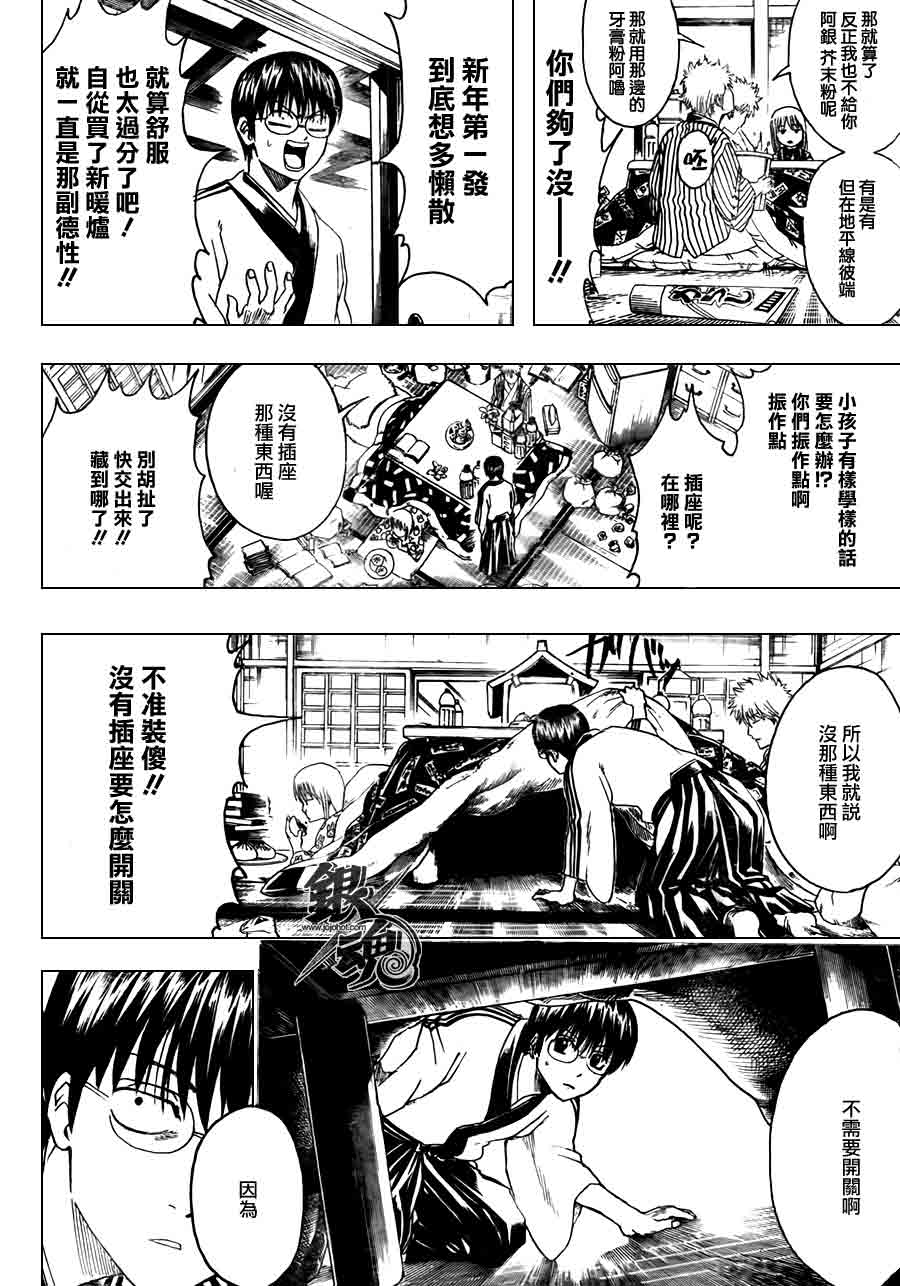 那就算了
反正我也不給你
阿銀 芥末粉呢
有是有
但在地平線彼端
那就用那邊的
牙膏粉阿嚕
你們夠了沒——!!
新年第一發
到底想多懶散
就算舒服
也太過分了吧!
自從買了新暖爐
就一直是那副德性!!
小孩子有樣學樣的話
要怎麼辦!?
你們振作點啊
振作點
插座呢?
在哪裡?
沒有插座
那種東西喔
別胡扯了
快交出來!!
藏到哪了!!
所以我就説
沒那種東西啊
不准裝傻!!
沒有插座要怎麼開關
銀魂
www.jojohot.com
不需要開關啊
因為